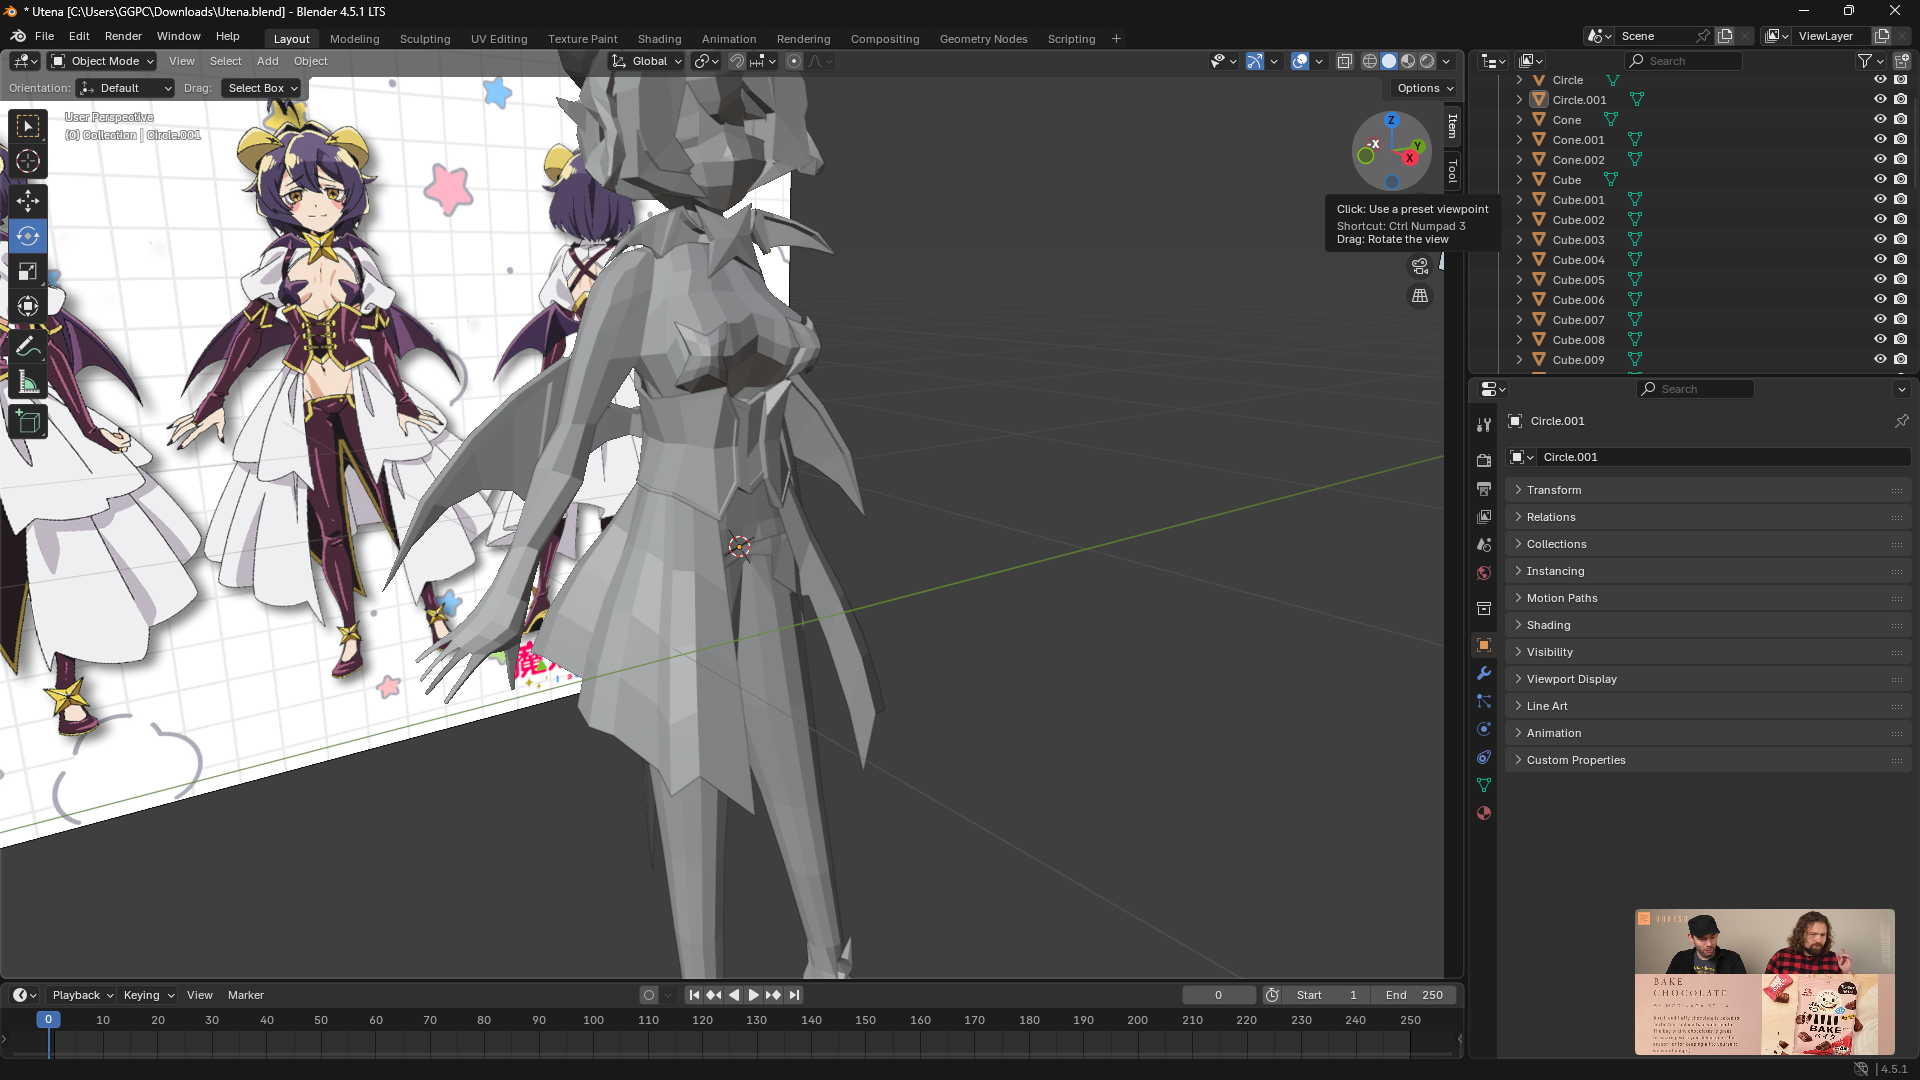 * Utena [C:\Users\GGPC\Downloads\Utena.blend] - Blender 4.5.1 LTS
File Edit Render Window Help
Layout Modeling Sculpting UV Editing Texture Paint Shading Animation Rendering Compositing Geometry Nodes Scripting +
Scene
ViewLayer
Object Mode View Select Add Object
Global
Orientation: Default Drag: Select Box
Options
User Perspective
(0) Collection | Circle.001
Z
-X
Y
X
Item
Tool
Click: Use a preset viewpoint
Shortcut: Ctrl Numpad 3
Drag: Rotate the view
Search
Circle
Circle.001
Cone
Cone.001
Cone.002
Cube
Cube.001
Cube.002
Cube.003
Cube.004
Cube.005
Cube.006
Cube.007
Cube.008
Cube.009
Search
Circle.001
Circle.001
Transform
Relations
Collections
Instancing
Motion Paths
Shading
Visibility
Viewport Display
Line Art
Animation
Custom Properties
魔
BAKE
CHOCOLATE
BAKE
ベイク
Playback Keying View Marker
0
Start 1
End 250
0 10 20 30 40 50 60 70 80 90 100 110 120 130 140 150 160 170 180 190 200 210 220 230 240 250
4.5.1